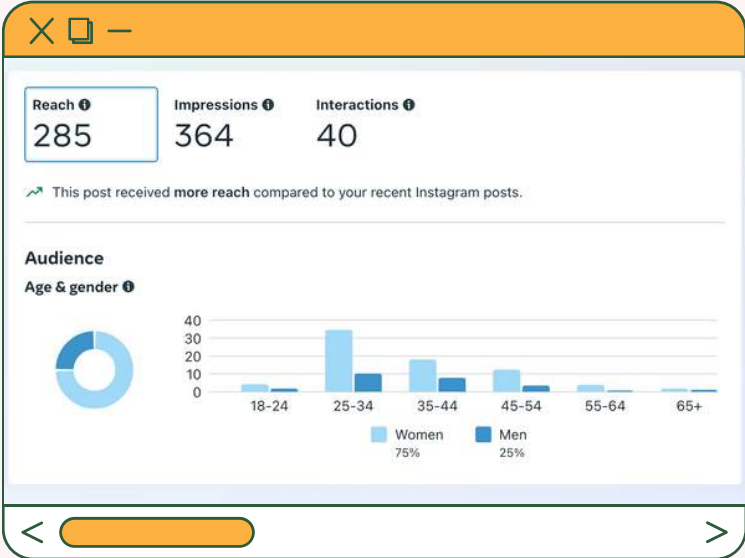 Reach
Impressions
Interactions
285
364
40
This post received more reach compared to your recent Instagram posts.
Audience
Age & gender
40
30
20
10
0
18-24
25-34
35-44
45-54
55-64
65+
Women
75%
Men
25%